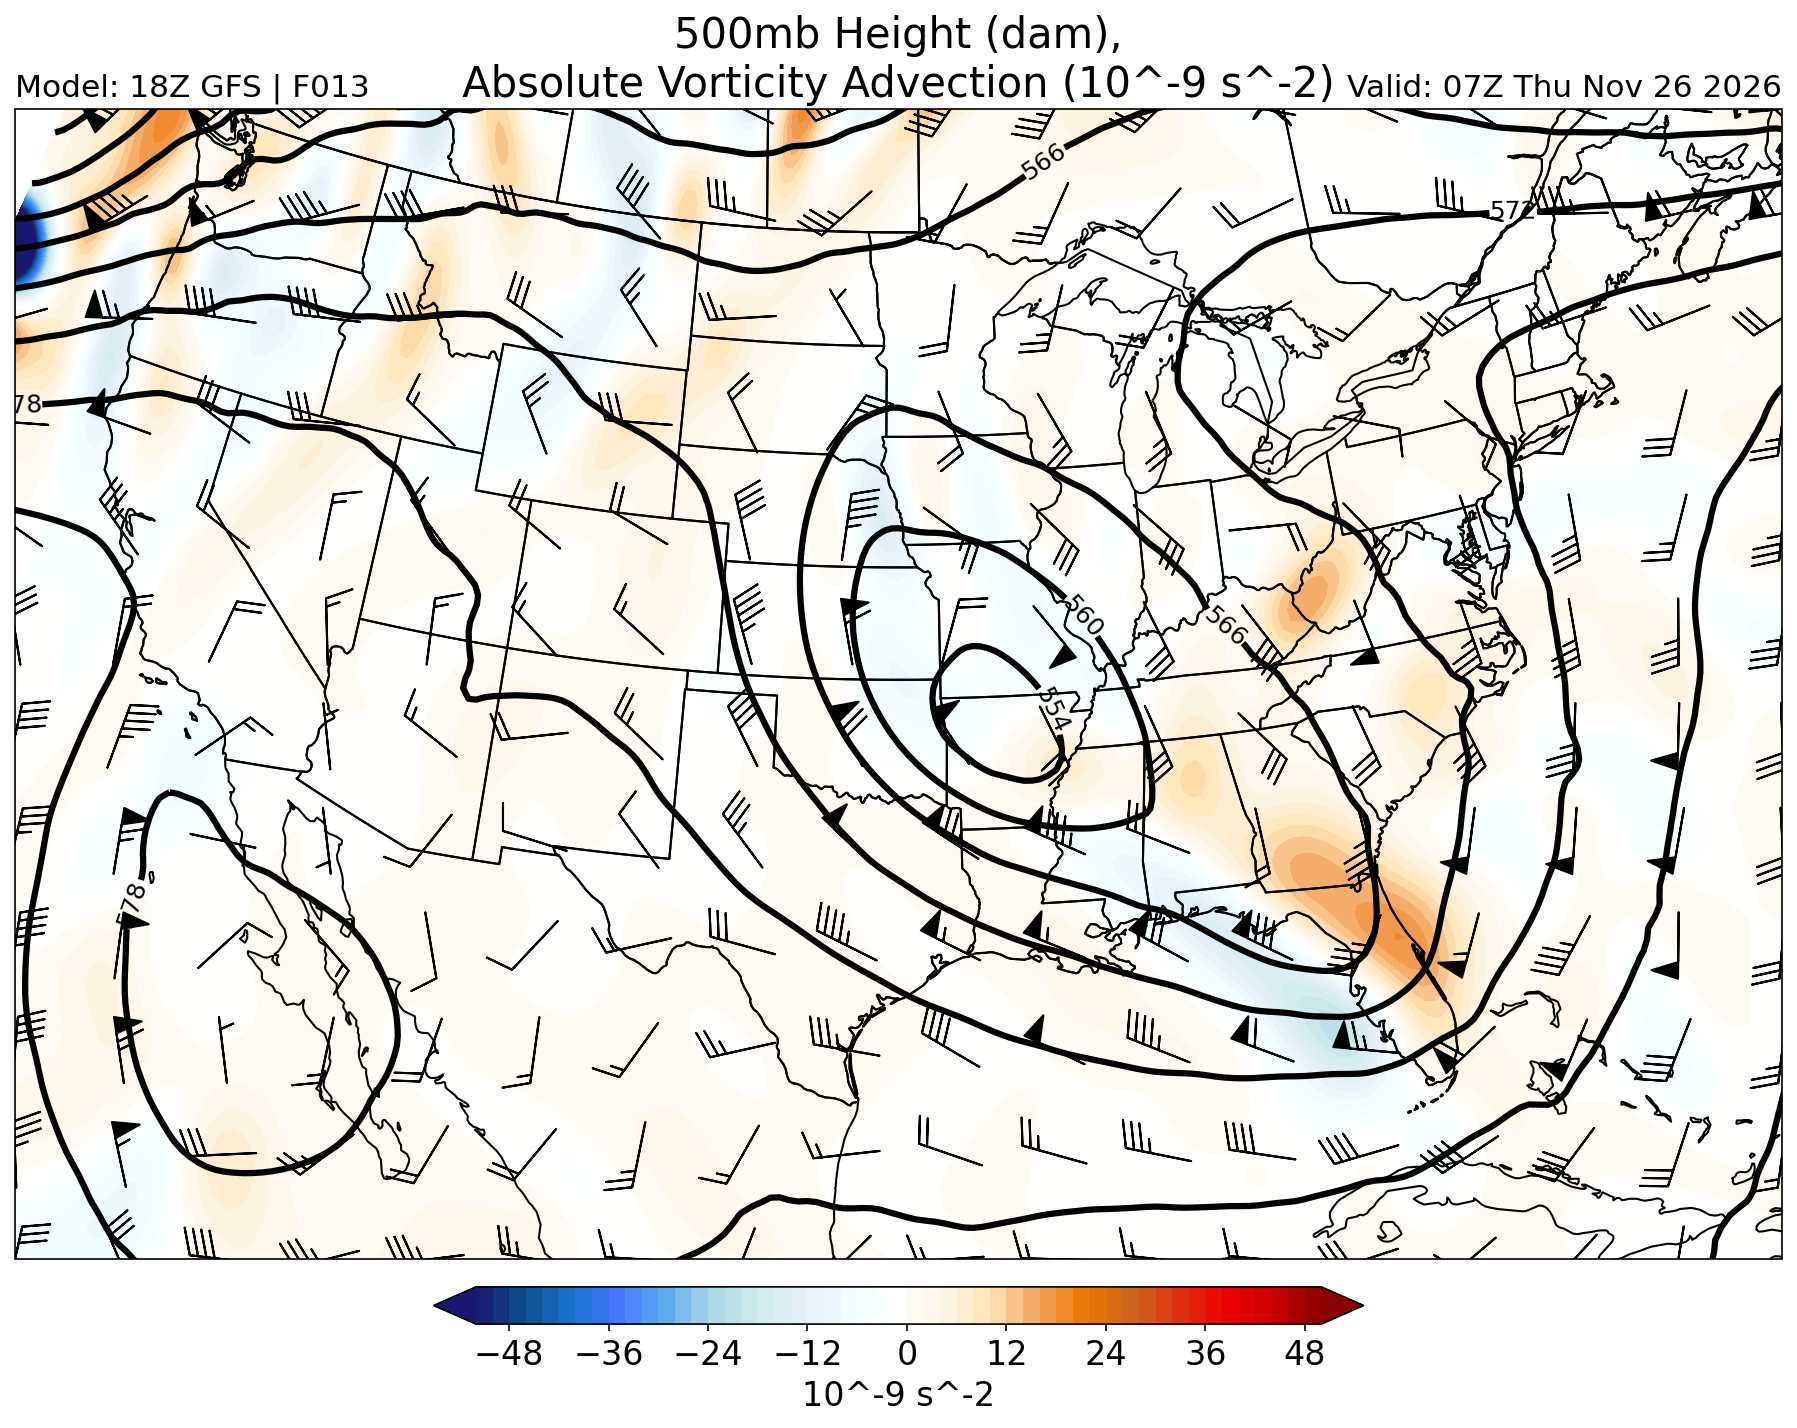 500mb Height (dam),
Model: 18Z GFS | F013
Absolute Vorticity Advection (10^-9 s^-2)
Valid: 07Z Thu Nov 26 2026
566
572
78
560
566
554
578
−48 −36 −24 −12 0 12 24 36 48
10^-9 s^-2